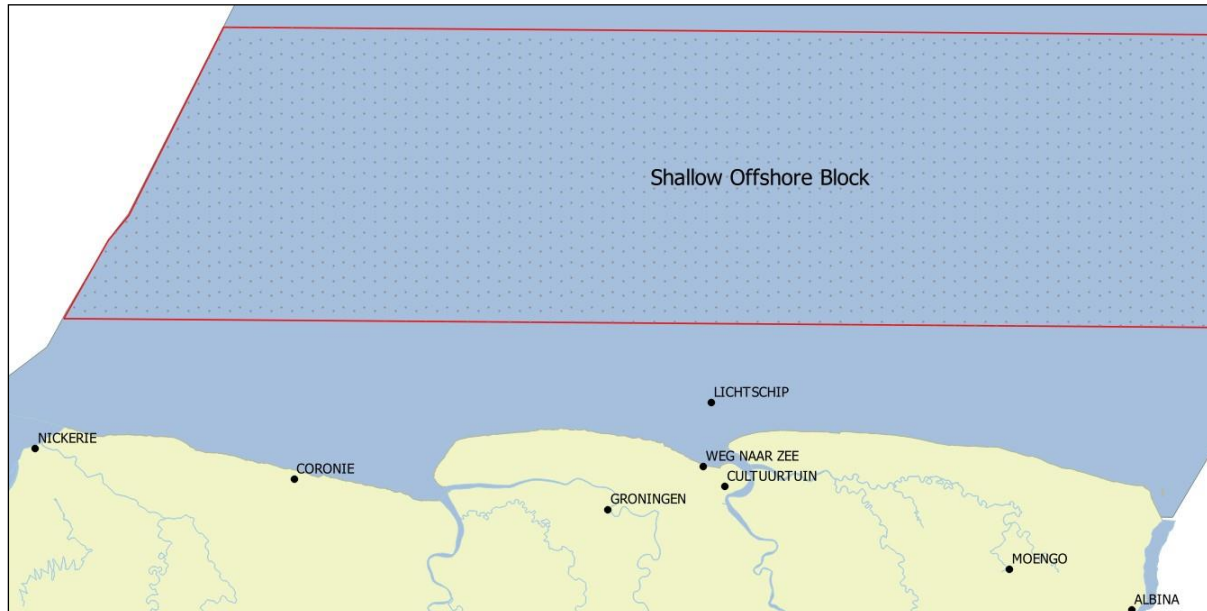 Shallow Offshore Block
LICHTSCHIP
NICKERIE
WEG NAAR ZEE
CORONIE
CULTUURTUIN
GRONINGEN
MOENGO
ALBINA